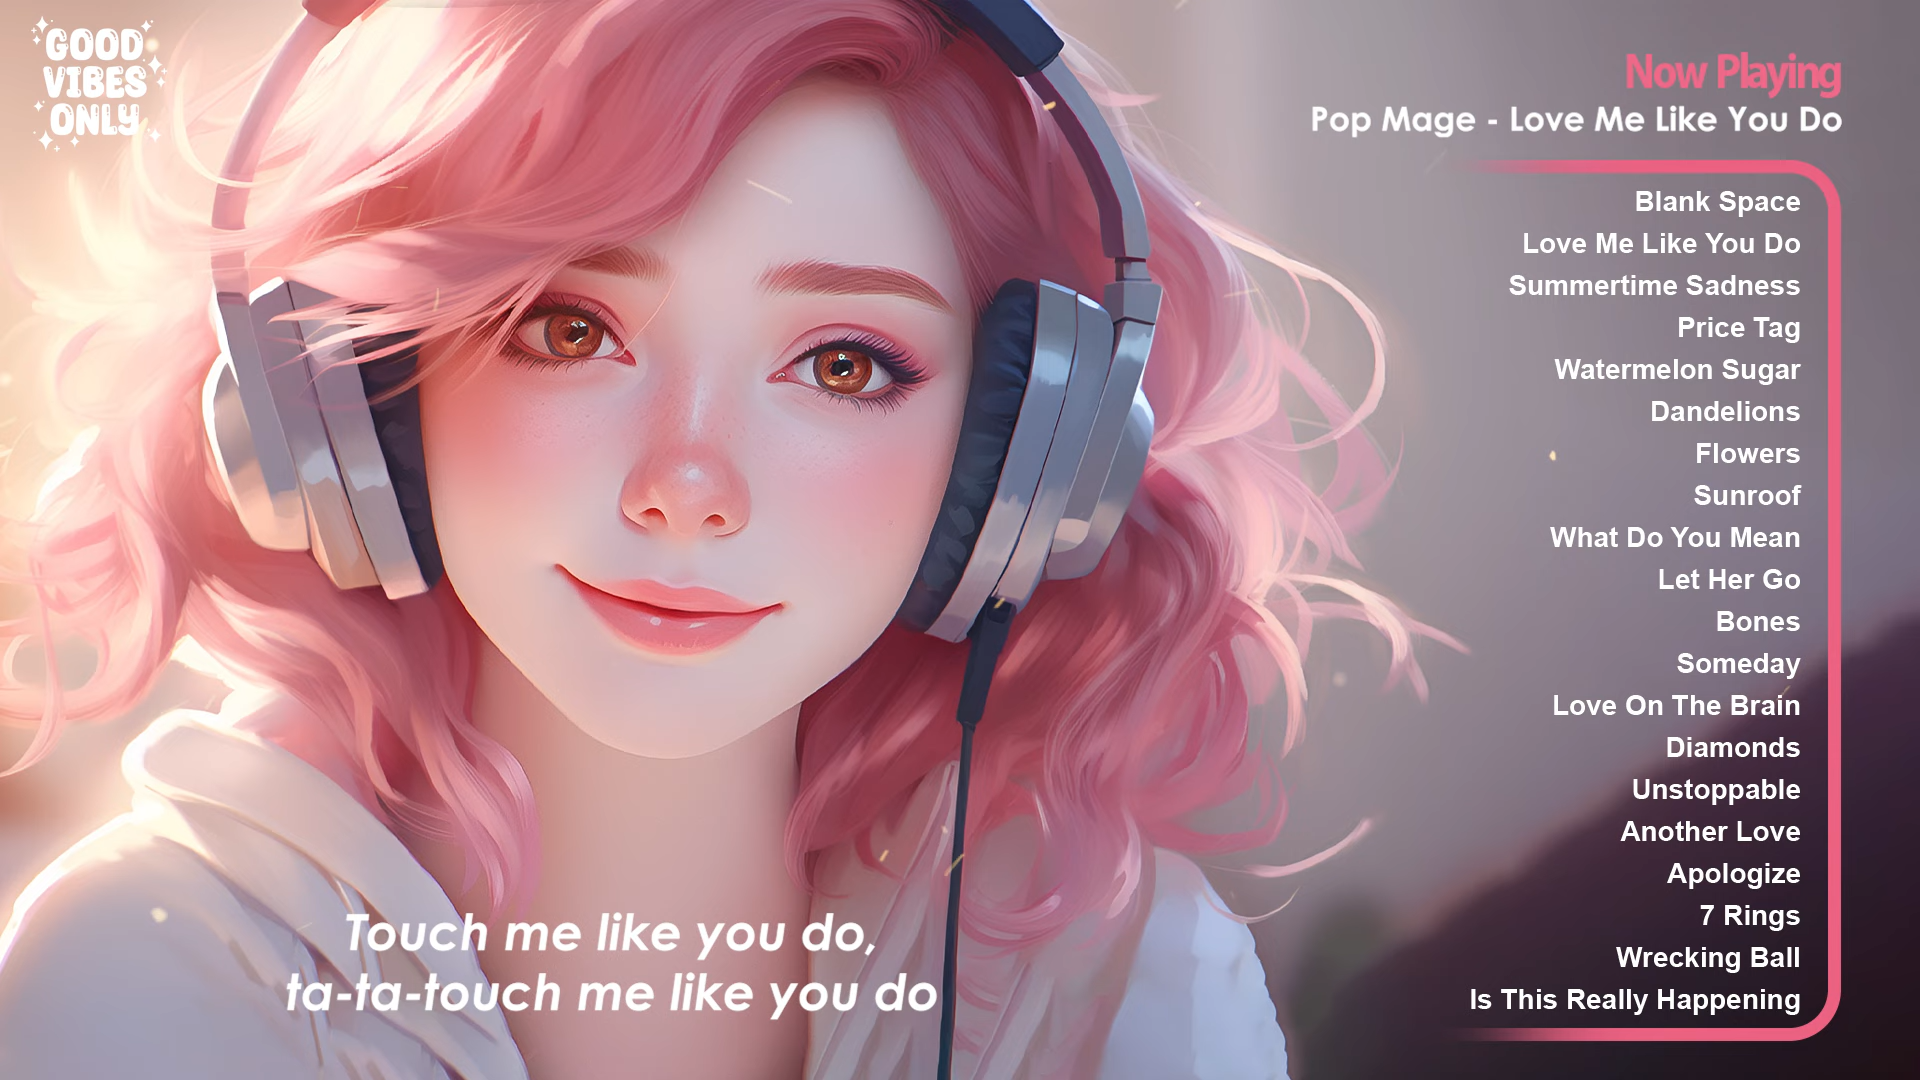 GOOD
VIBES
ONLY
Now Playing
Pop Mage - Love Me Like You Do
Blank Space
Love Me Like You Do
Summertime Sadness
Price Tag
Watermelon Sugar
Dandelions
Flowers
Sunroof
What Do You Mean
Let Her Go
Bones
Someday
Love On The Brain
Diamonds
Unstoppable
Another Love
Apologize
7 Rings
Wrecking Ball
Is This Really Happening
Touch me like you do,
ta-ta-touch me like you do